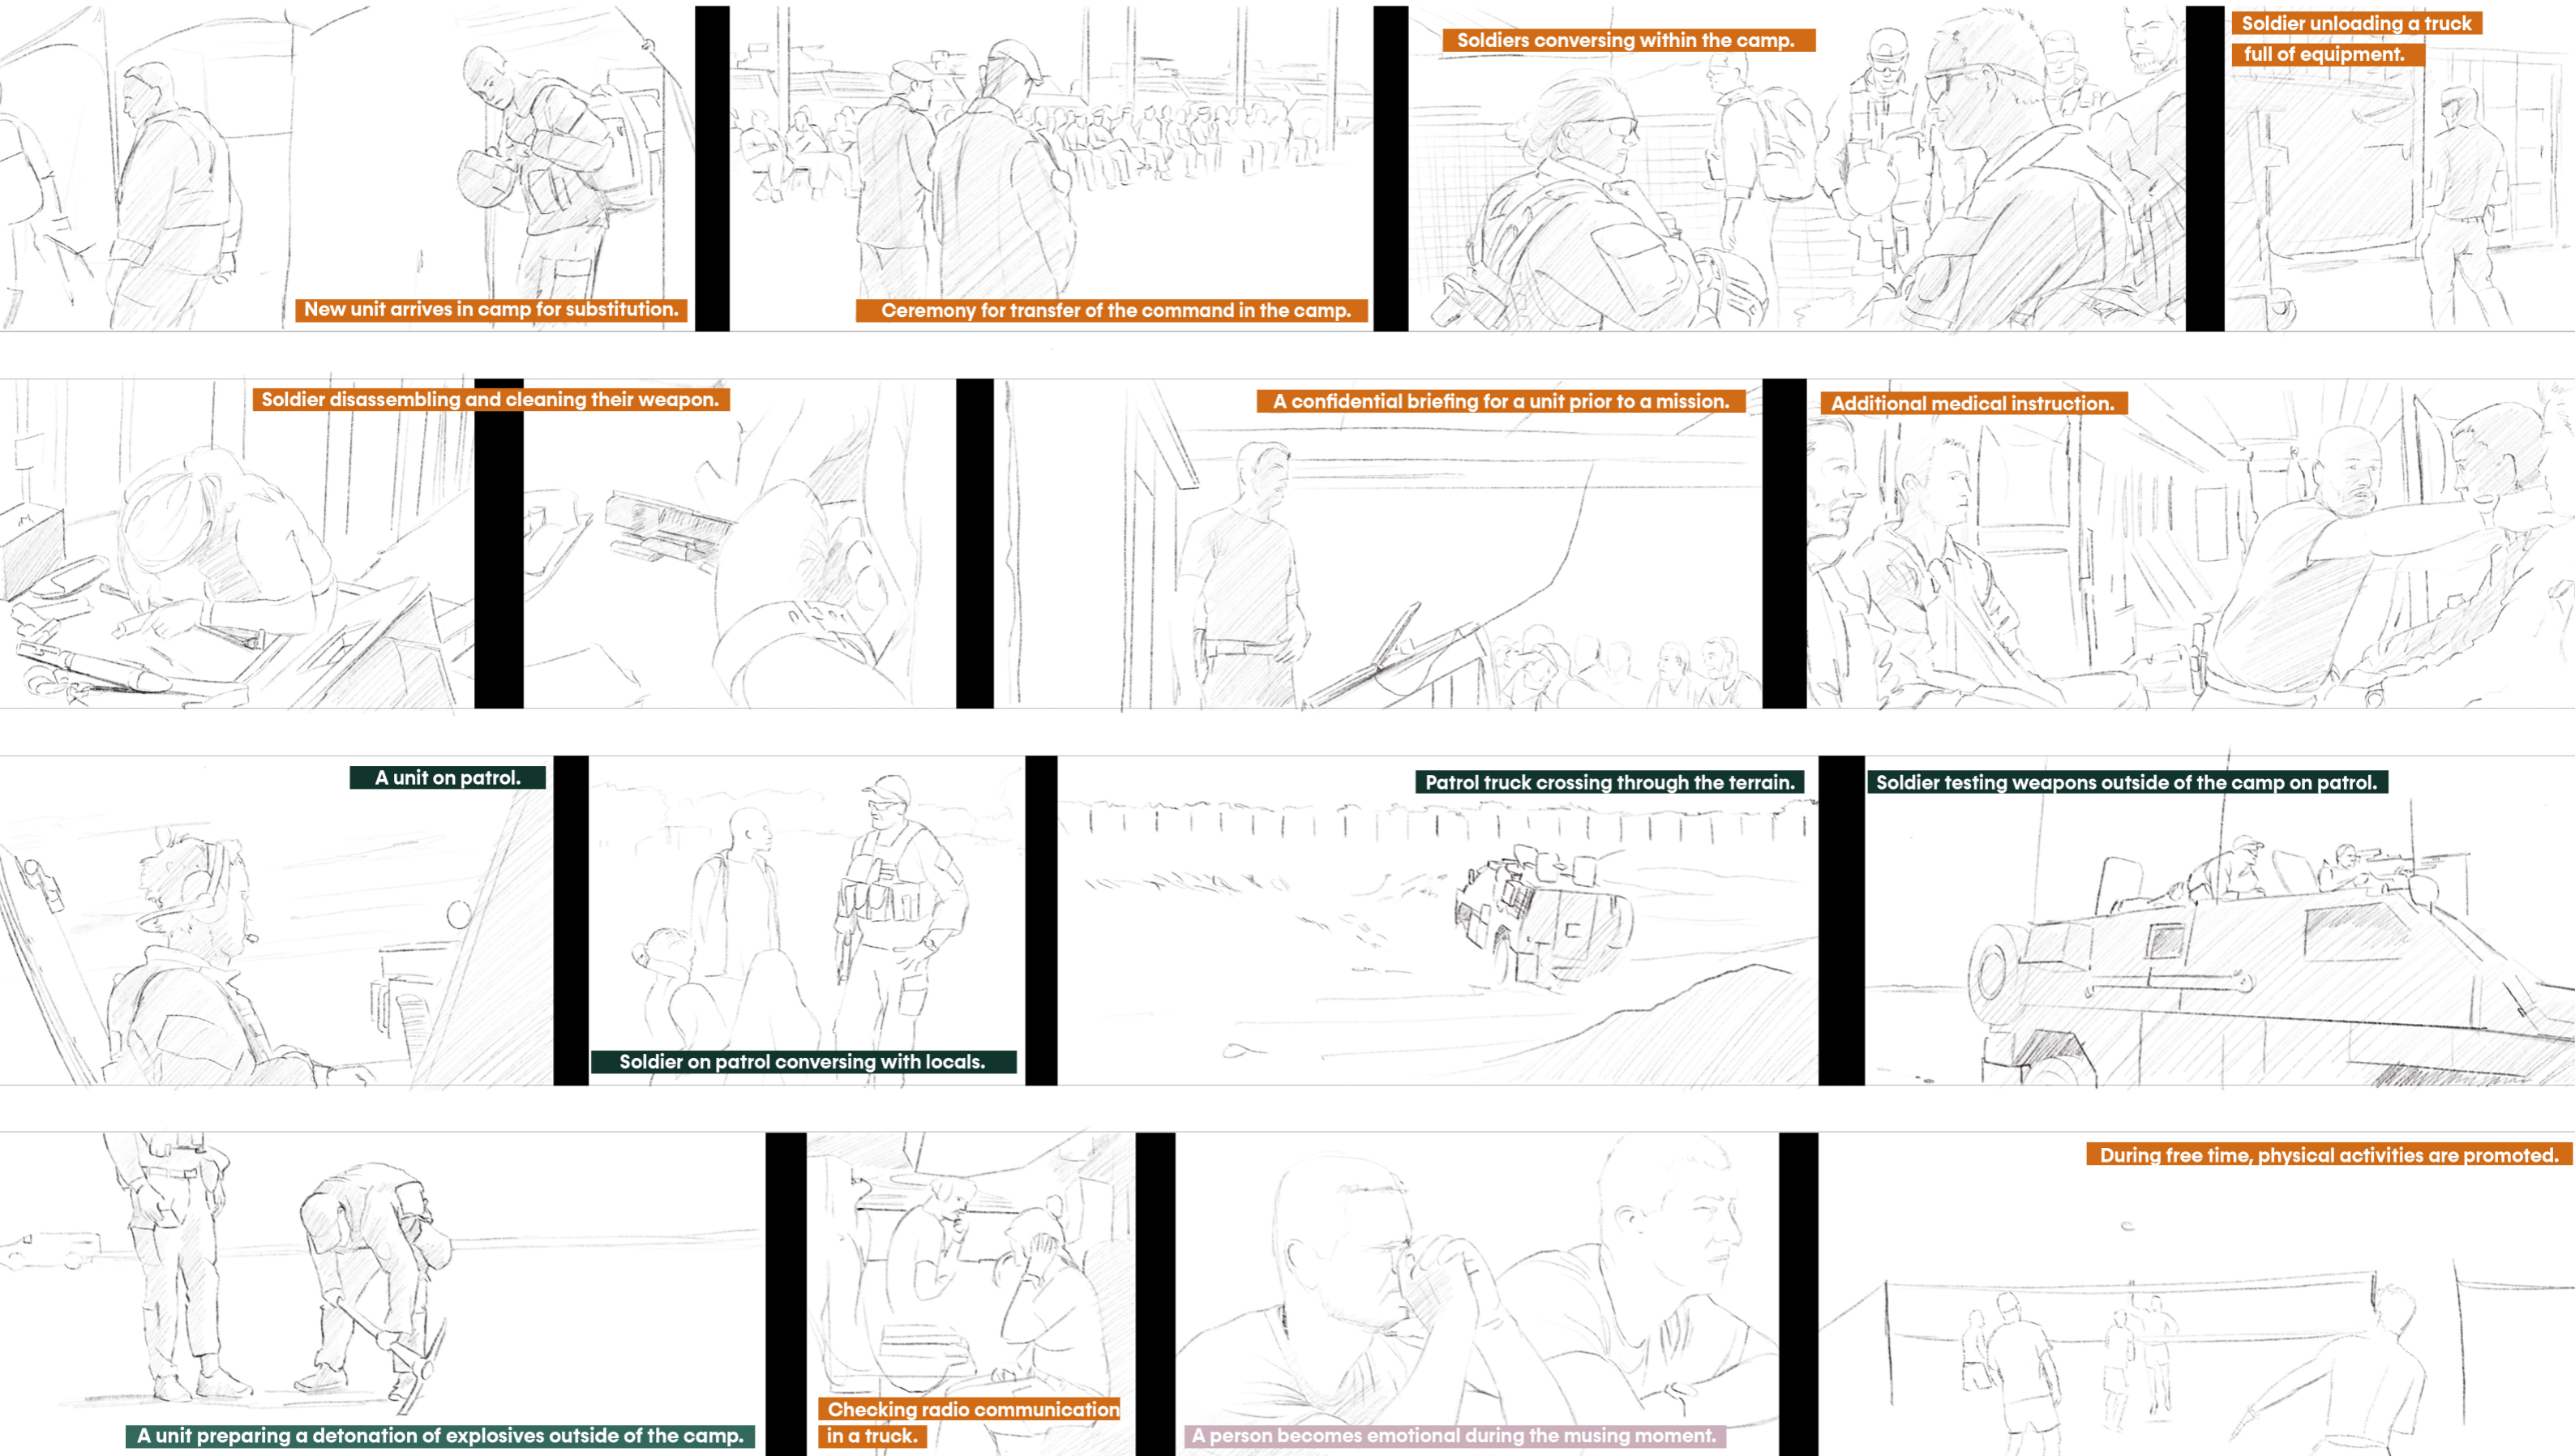 New unit arrives in camp for substitution.
Ceremony for transfer of the command in the camp.
Soldiers conversing within the camp.
Soldier unloading a truck
full of equipment.
Soldier disassembling and cleaning their weapon.
A confidential briefing for a unit prior to a mission.
Additional medical instruction.
A unit on patrol.
Soldier on patrol conversing with locals.
Patrol truck crossing through the terrain.
Soldier testing weapons outside of the camp on patrol.
A unit preparing a detonation of explosives outside of the camp.
Checking radio communication
in a truck.
A person becomes emotional during the musing moment.
During free time, physical activities are promoted.